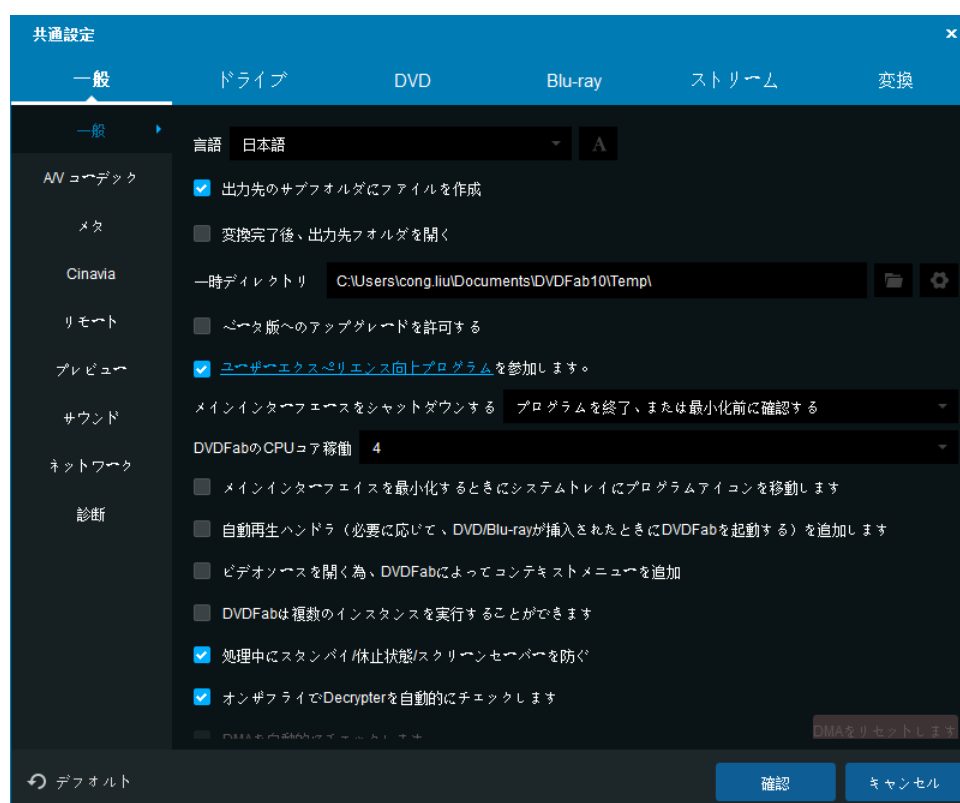 共通設定
一般 ドライブ DVD Blu-ray ストリーム 変換
一般
A/V コーデック
メタ
Cinavia
リモート
プレビュー
サウンド
ネットワーク
診断
言語 日本語 A
出力先のサブフォルダにファイルを作成
変換完了後、出力先フォルダを開く
一時ディレクトリ C:\Users\cong.liu\Documents\DVDFab10\Temp\
ベータ版へのアップグレードを許可する
ユーザーエクスペリエンス向上プログラムを参加します。
メインインターフェースをシャットダウンする プログラムを終了、または最小化前に確認する
DVDFabのCPUコア稼働 4
メインインターフェイスを最小化するときにシステムトレイにプログラムアイコンを移動します
自動再生ハンドラ（必要に応じて、DVD/Blu-rayが挿入されたときにDVDFabを起動する）を追加します
ビデオソースを開く為、DVDFabによってコンテキストメニューを追加
DVDFabは複数のインスタンスを実行することができます
処理中にスタンバイ/休止状態/スクリーンセーバーを防ぐ
オンザフライでDecrypterを自動的にチェックします
DMAを自動的にチェックします
DMAをリセットします
デフォルト 確認 キャンセル